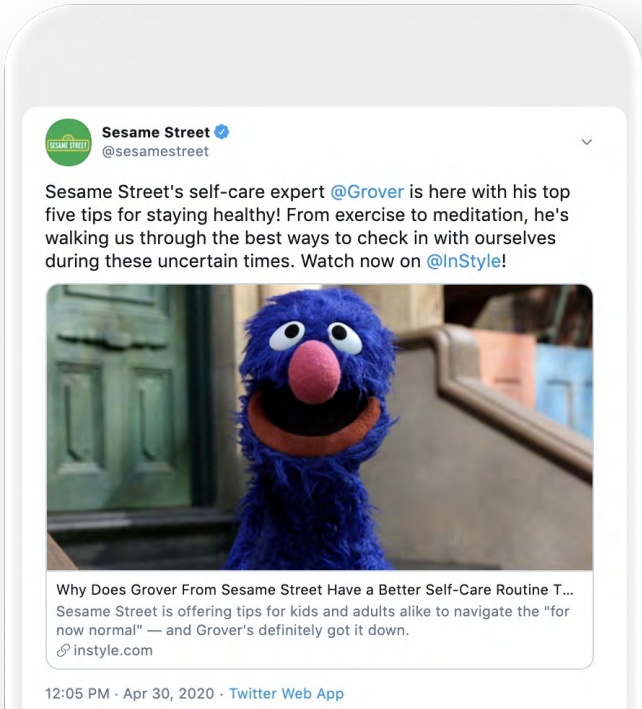 SESAME STREET
Sesame Street
@sesamestreet
Sesame Street's self-care expert @Grover is here with his top
five tips for staying healthy! From exercise to meditation, he's
walking us through the best ways to check in with ourselves
during these uncertain times. Watch now on @InStyle!
Why Does Grover From Sesame Street Have a Better Self-Care Routine T...
Sesame Street is offering tips for kids and adults alike to navigate the "for
now normal" — and Grover's definitely got it down.
instyle.com
12:05 PM · Apr 30, 2020 · Twitter Web App